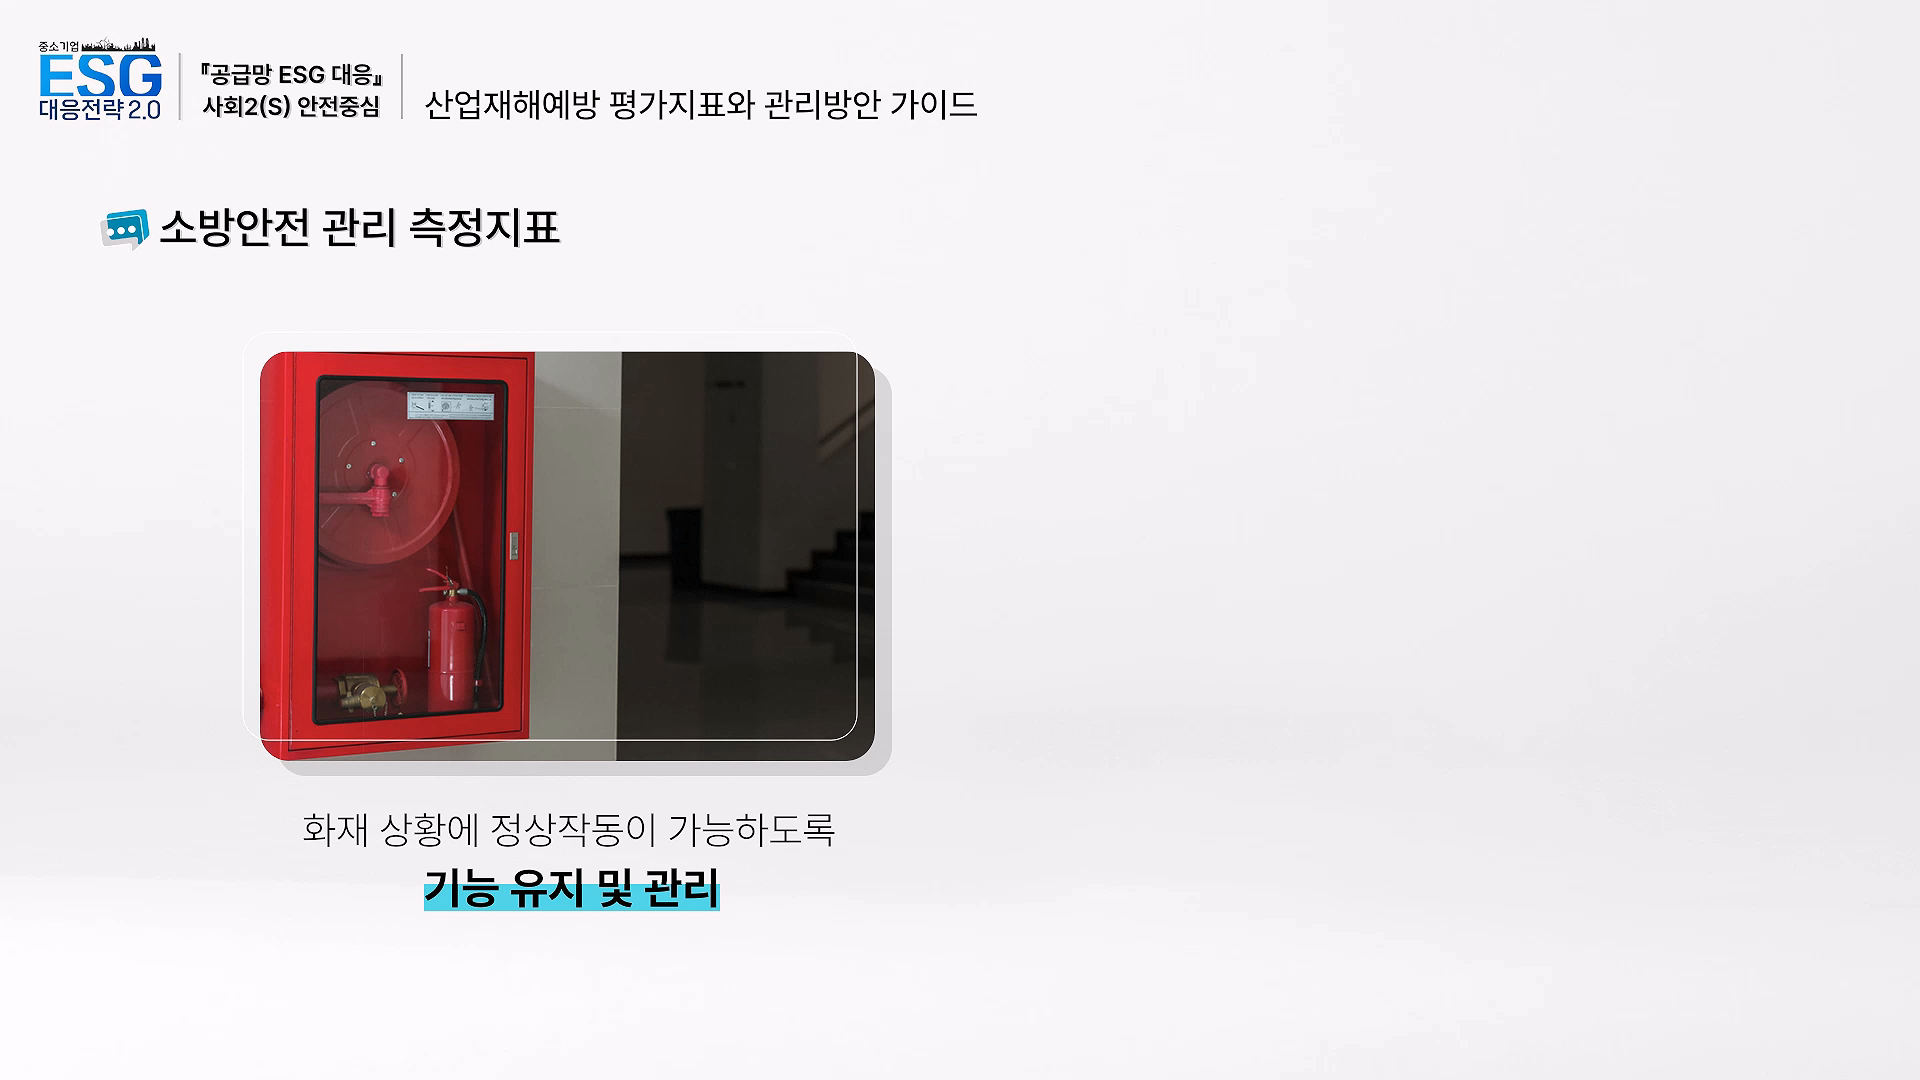 중소기업
ESG
대응전략 2.0
『공급망 ESG 대응』
사회2(S) 안전중심
산업재해예방 평가지표와 관리방안 가이드
소방안전 관리 측정지표
화재 상황에 정상작동이 가능하도록
기능 유지 및 관리